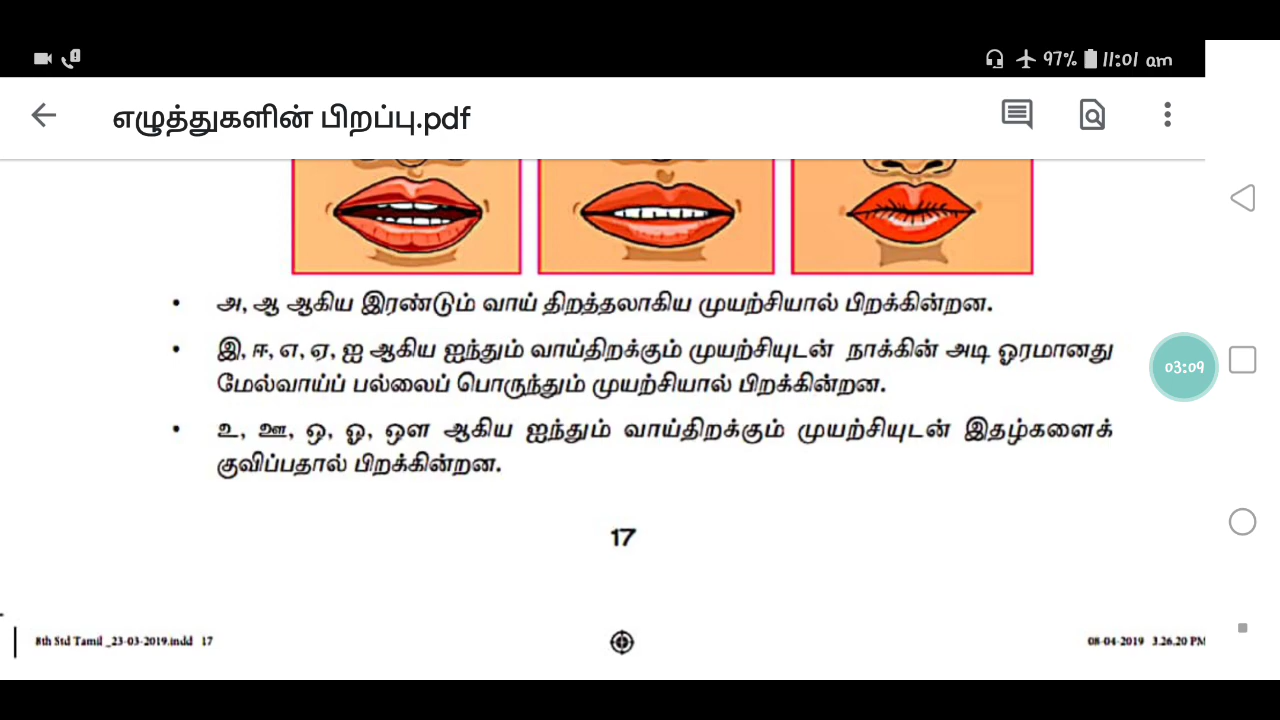 97% 11:01 am
எழுத்துகளின் பிறப்பு.pdf
• அ, ஆ ஆகிய இரண்டும் வாய் திறத்தலாகிய முயற்சியால் பிறக்கின்றன.
• இ, ஈ, எ, ஏ, ஐ ஆகிய ஐந்தும் வாய்திறக்கும் முயற்சியுடன் நாக்கின் அடி ஓரமானது
மேல்வாய்ப் பல்லைப் பொருந்தும் முயற்சியால் பிறக்கின்றன.
03:09
• உ, ஊ, ஒ, ஓ, ஔ ஆகிய ஐந்தும் வாய்திறக்கும் முயற்சியுடன் இதழ்களைக்
குவிப்பதால் பிறக்கின்றன.
17
8th Std Tamil _23-03-2019.indd 17
08-04-2019 3.26.20 PM